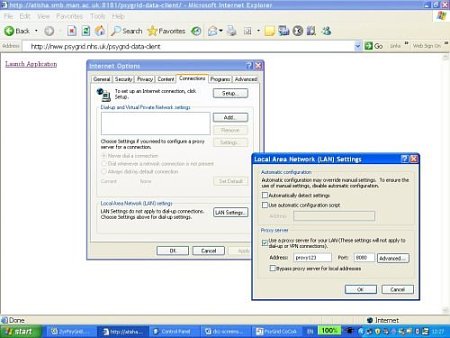 http://atisha.smb.man.ac.uk:8181/psygrid-data-client/ - Microsoft Internet Explorer
File Edit View Favorites Tools Help
Back Search Favorites
Address http://nww.psygrid.nhs.uk/psygrid-data-client Go Links Web Sign On
Launch Application
Internet Options
General Security Privacy Content Connections Programs Advanced
To set up an Internet connection, click Setup.
Setup...
Dial-up and Virtual Private Network settings
Add...
Remove
Choose Settings if you need to configure a proxy server for a connection.
Settings...
Never dial a connection
Dial whenever a network connection is not present
Always dial my default connection
Current None Set Default
Local Area Network (LAN) settings
LAN Settings do not apply to dial-up connections. Choose Settings above for dial-up settings.
LAN Settings...
OK Cancel Apply
Local Area Network (LAN) Settings
Automatic configuration
Automatic configuration may override manual settings. To ensure the use of manual settings, disable automatic configuration.
Automatically detect settings
Use automatic configuration script
Address
Proxy server
Use a proxy server for your LAN (These settings will not apply to dial-up or VPN connections).
Address: proxy123 Port: 8080 Advanced...
Bypass proxy server for local addresses
OK Cancel
Done Internet
start http://atisha... Control Panel PsyGrid CoCoA EN 100%